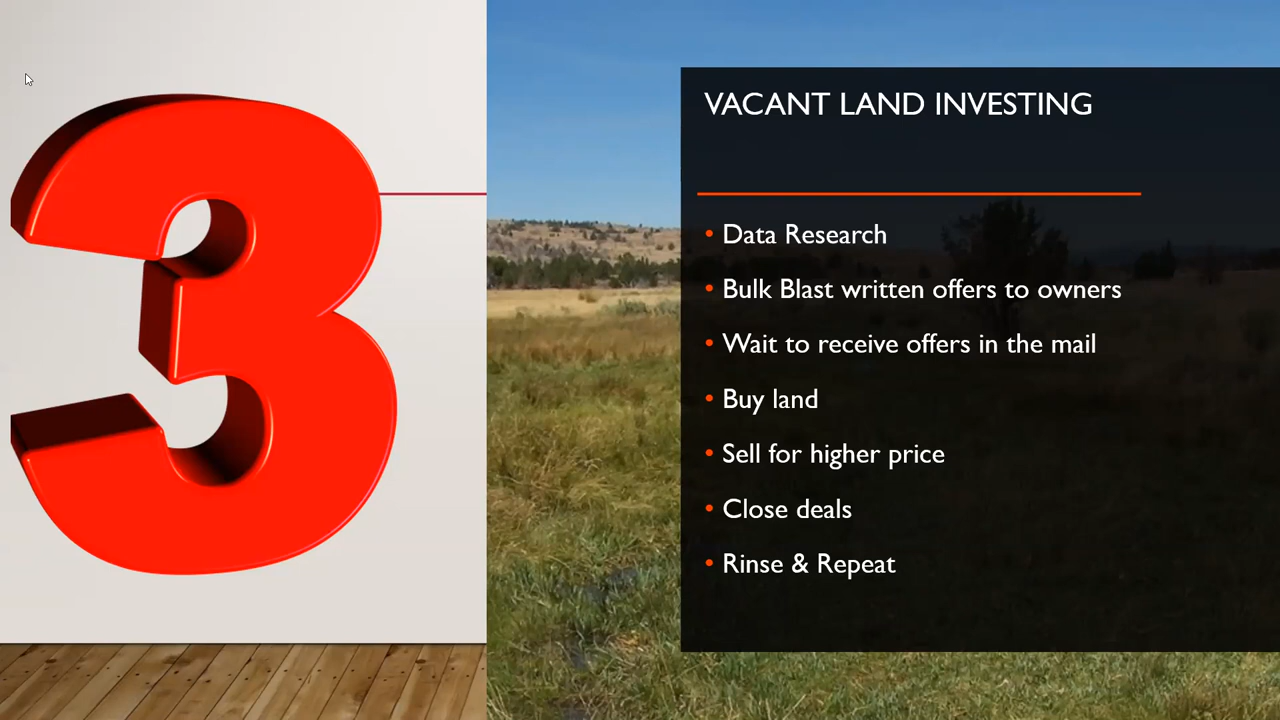 3
VACANT LAND INVESTING
• Data Research
• Bulk Blast written offers to owners
• Wait to receive offers in the mail
• Buy land
• Sell for higher price
• Close deals
• Rinse & Repeat